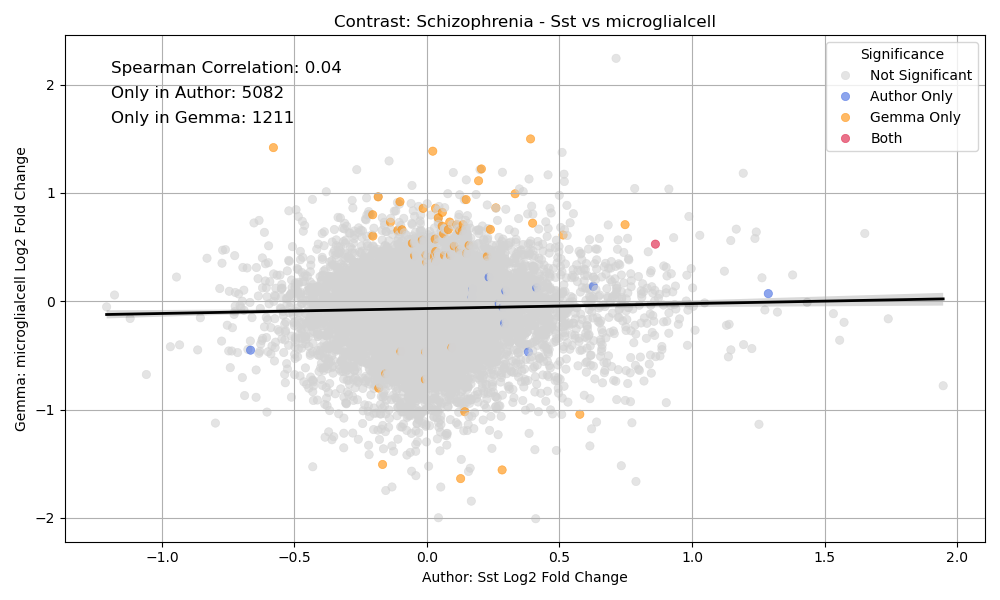 Contrast: Schizophrenia - Sst vs microglialcell
Spearman Correlation: 0.04
Only in Author: 5082
Only in Gemma: 1211
Significance
Not Significant
Author Only
Gemma Only
Both
Gemma: microglialcell Log2 Fold Change
2
1
0
−1
−2
−1.0
−0.5
0.0
0.5
1.0
1.5
2.0
Author: Sst Log2 Fold Change